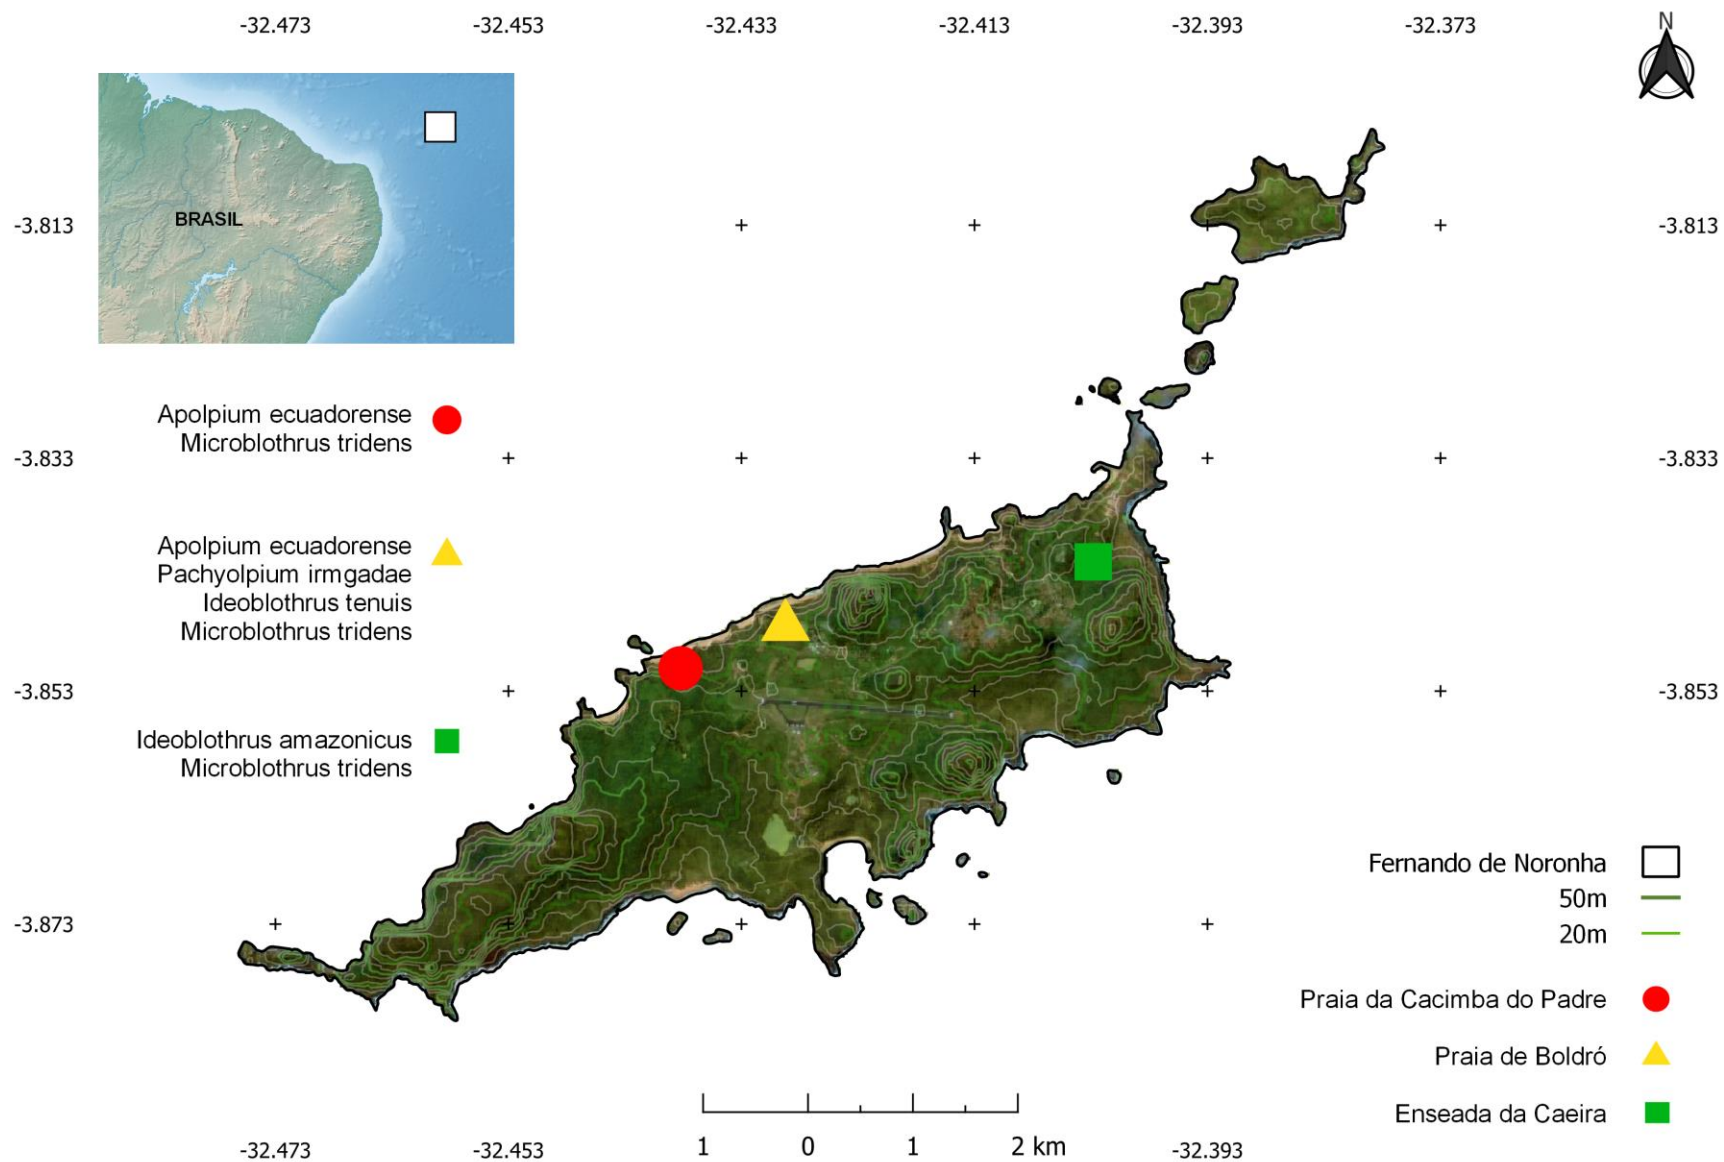 -32.473 -32.453 -32.433 -32.413 -32.393 -32.373
N
BRASIL
-3.813 -3.813
Apolpium ecuadorense
Microblothrus tridens
-3.833 -3.833
Apolpium ecuadorense
Pachyolpium irmgadae
Ideoblothrus tenuis
Microblothrus tridens
-3.853 -3.853
Ideoblothrus amazonicus
Microblothrus tridens
Fernando de Noronha
50m
20m
-3.873 -3.873
Praia da Cacimba do Padre
Praia de Boldró
Enseada da Caeira
-32.473 -32.453 1 0 1 2 km -32.393